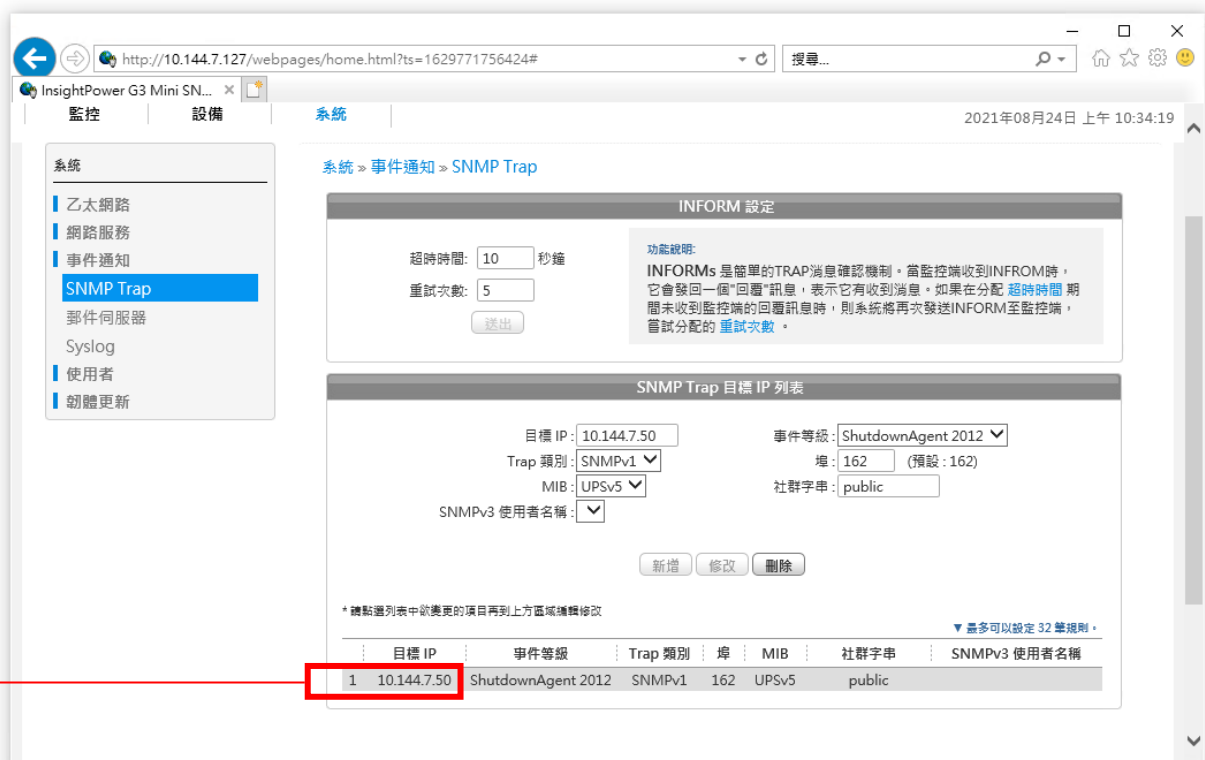 http://10.144.7.127/webpages/home.html?ts=1629771756424#
搜尋...
InsightPower G3 Mini SN...
監控 設備 系統
2021年08月24日 上午 10:34:19
系統
乙太網路
網路服務
事件通知
SNMP Trap
郵件伺服器
Syslog
使用者
韌體更新
系統 » 事件通知 » SNMP Trap
INFORM 設定
超時時間: 10 秒鐘
重試次數: 5
送出
功能說明:
INFORMs 是簡單的TRAP消息確認機制。當監控端收到INFROM時，
它會發回一個"回覆"訊息，表示它有收到消息。如果在分配 超時時間 期
間未收到監控端的回覆訊息時，則系統將再次發送INFORM至監控端，
嘗試分配的 重試次數 。
SNMP Trap 目標 IP 列表
目標 IP : 10.144.7.50 事件等級 : ShutdownAgent 2012
Trap 類別 : SNMPv1 埠 : 162 (預設 : 162)
MIB : UPSv5 社群字串 : public
SNMPv3 使用者名稱 :
新增 修改 刪除
* 請點選列表中欲變更的項目再到上方區域編輯修改
▼ 最多可以設定 32 筆規則。
目標 IP 事件等級 Trap 類別 埠 MIB 社群字串 SNMPv3 使用者名稱
1 10.144.7.50 ShutdownAgent 2012 SNMPv1 162 UPSv5 public